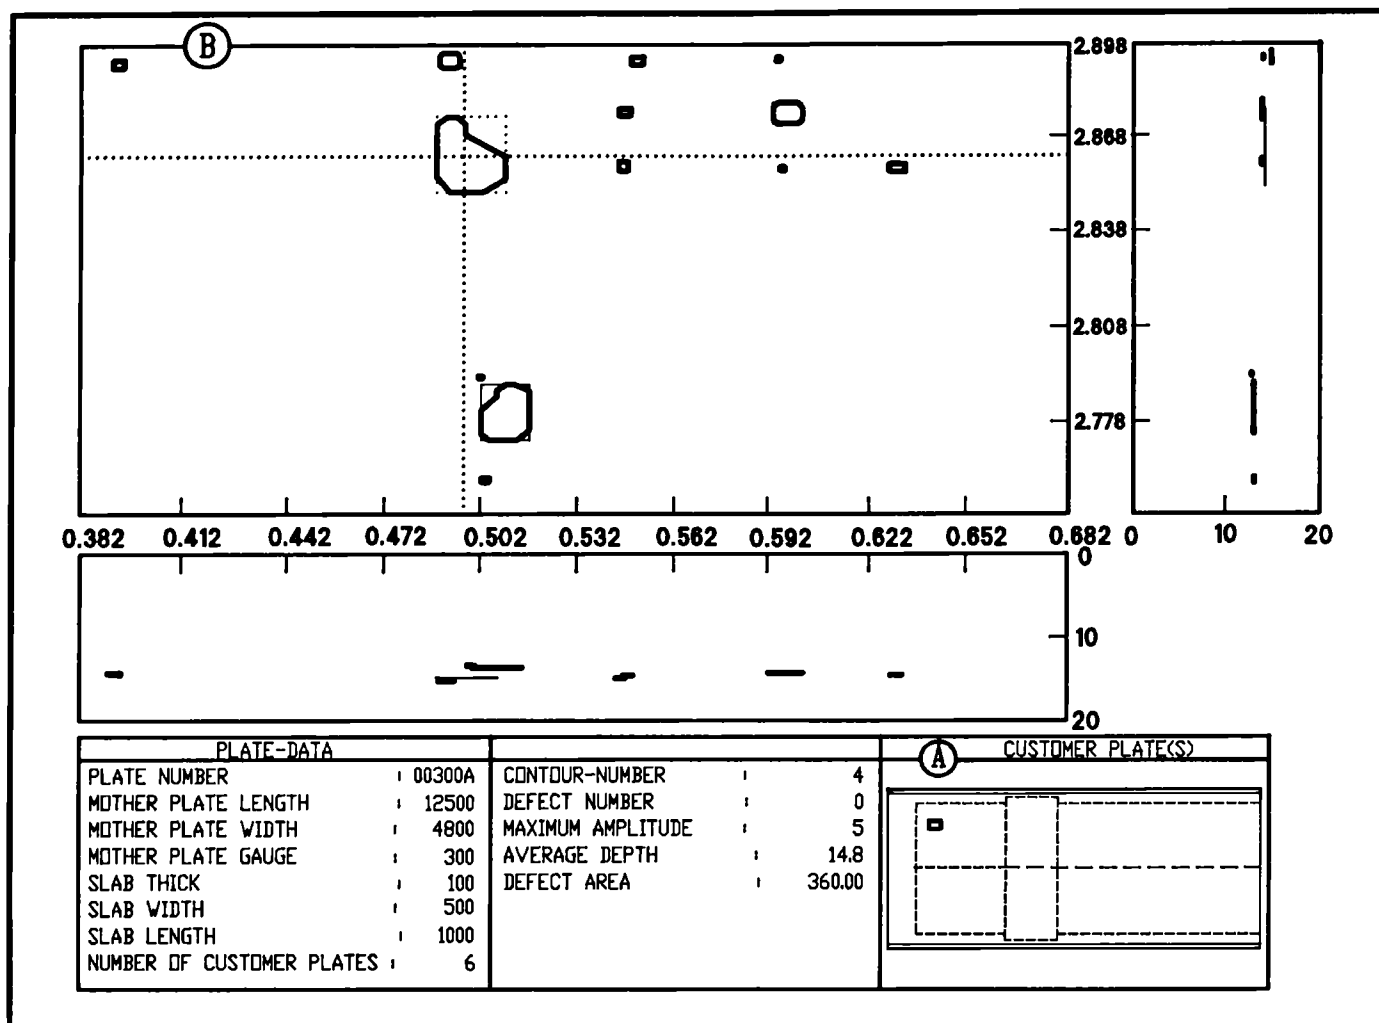 B
2.898
2.868
2.838
2.808
2.778
0.382 0.412 0.442 0.472 0.502 0.532 0.562 0.592 0.622 0.652 0.682 0 10 20
0
10
20
PLATE-DATA
PLATE NUMBER : 00300A
MOTHER PLATE LENGTH : 12500
MOTHER PLATE WIDTH : 4800
MOTHER PLATE GAUGE : 300
SLAB THICK : 100
SLAB WIDTH : 500
SLAB LENGTH : 1000
NUMBER OF CUSTOMER PLATES : 6
CONTOUR-NUMBER : 4
DEFECT NUMBER : 0
MAXIMUM AMPLITUDE : 5
AVERAGE DEPTH : 14.8
DEFECT AREA : 360.00
A
CUSTOMER PLATE(S)